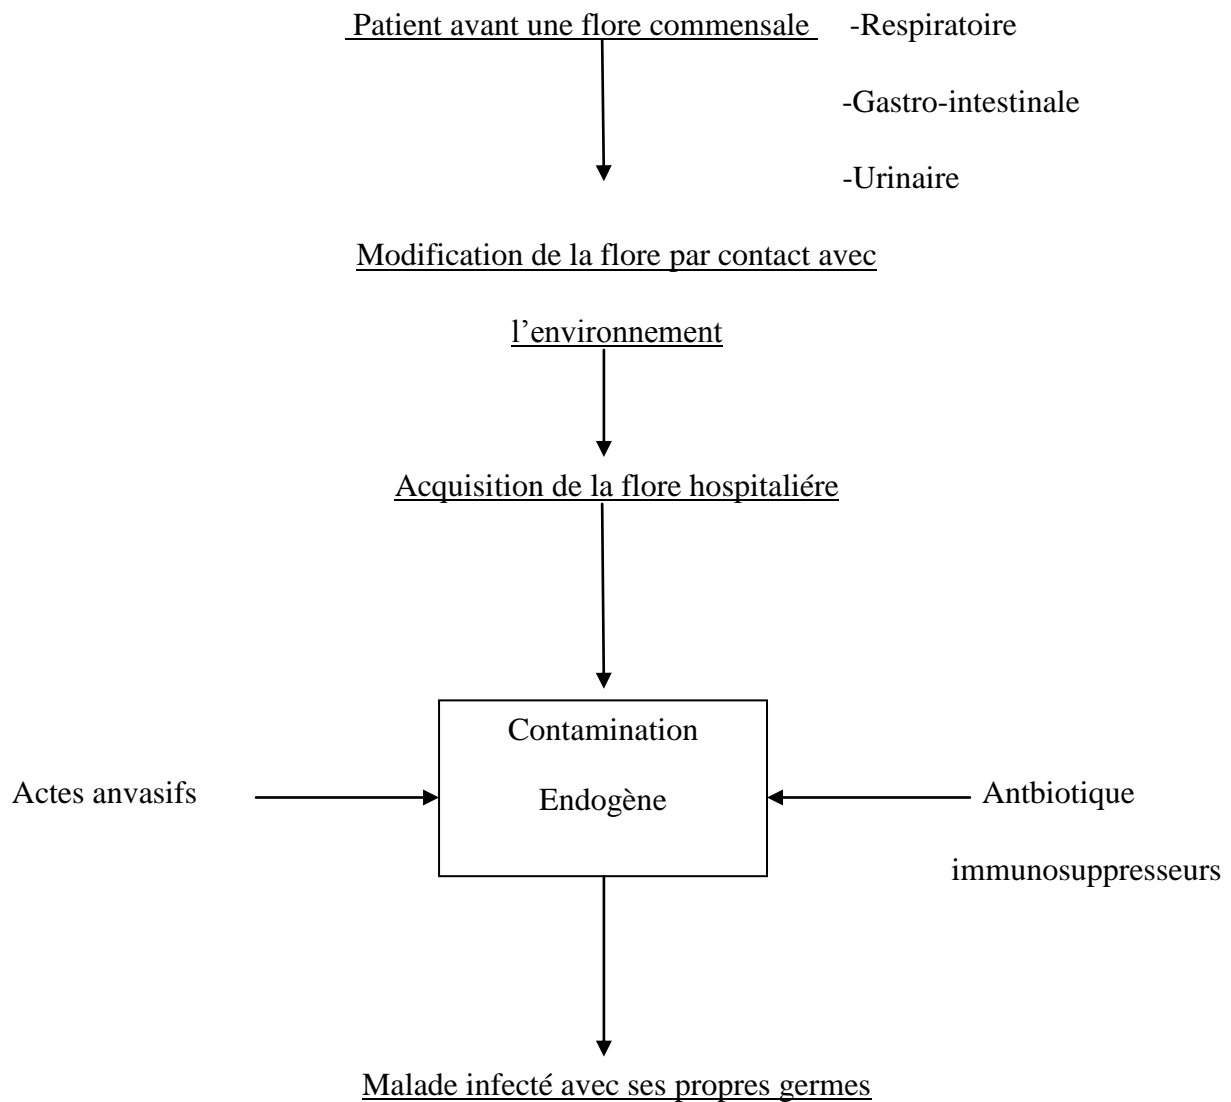 Patient avant une flore commensale -Respiratoire
-Gastro-intestinale
-Urinaire
Modification de la flore par contact avec
l’environnement
Acquisition de la flore hospitaliére
Contamination
Endogène
Actes anvasifs
Antbiotique
immunosuppresseurs
Malade infecté avec ses propres germes